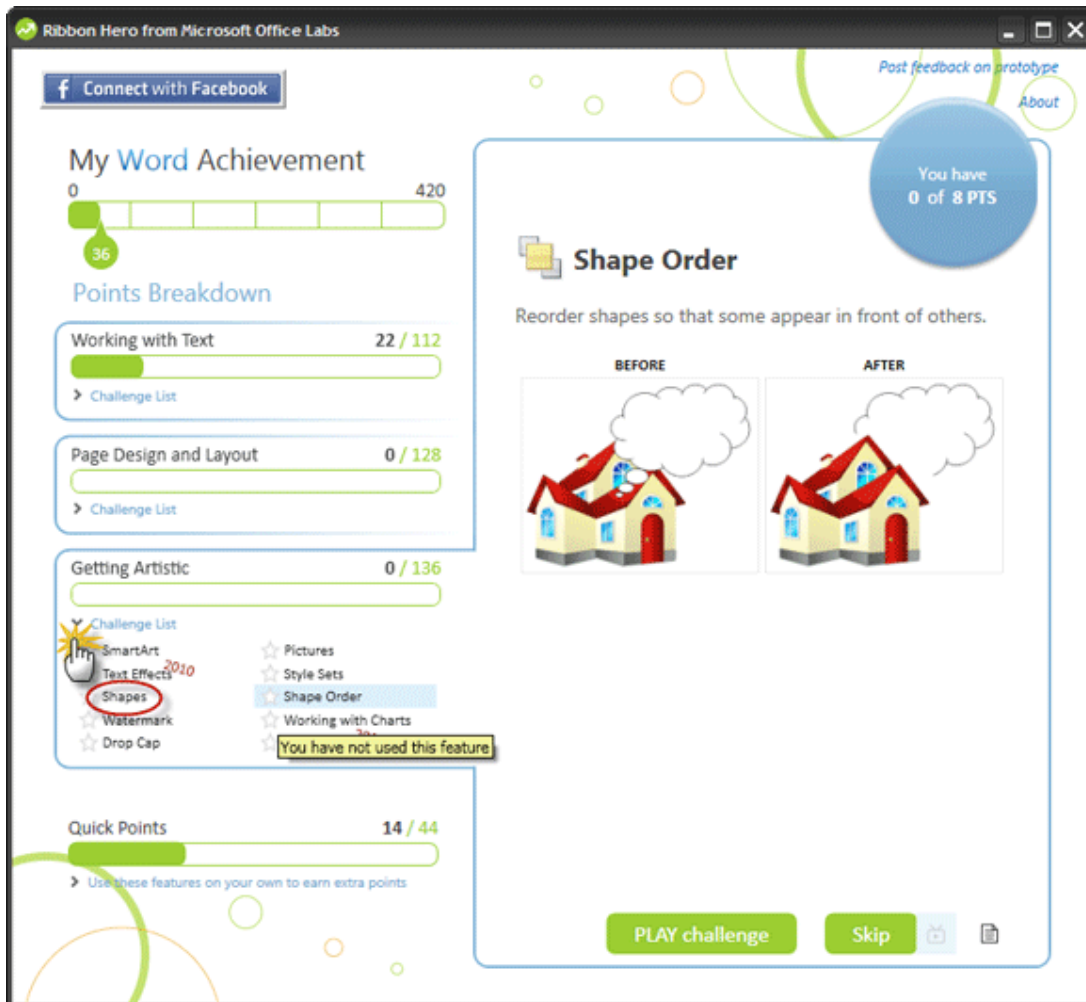 Ribbon Hero from Microsoft Office Labs
f Connect with Facebook
Post feedback on prototype
About
My Word Achievement
0 420
36
Points Breakdown
Working with Text 22 / 112
Challenge List
Page Design and Layout 0 / 128
Challenge List
Getting Artistic 0 / 136
Challenge List
SmartArt Pictures
Text Effects 2010 Style Sets
Shapes Shape Order
Watermark Working with Charts
Drop Cap
You have not used this feature
Quick Points 14 / 44
Use these features on your own to earn extra points
You have
0 of 8 PTS
Shape Order
Reorder shapes so that some appear in front of others.
BEFORE AFTER
PLAY challenge Skip